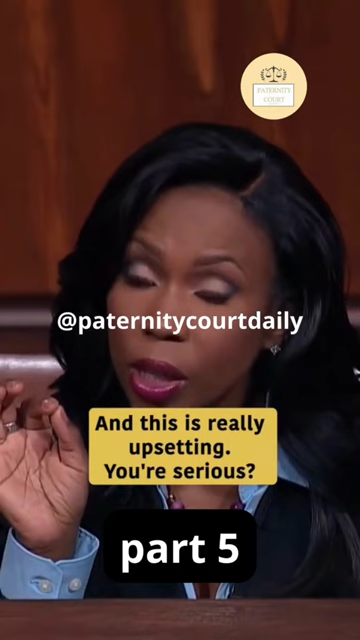 PATERNITY
COURT
@paternitycourtdaily
And this is really
upsetting.
You're serious?
part 5